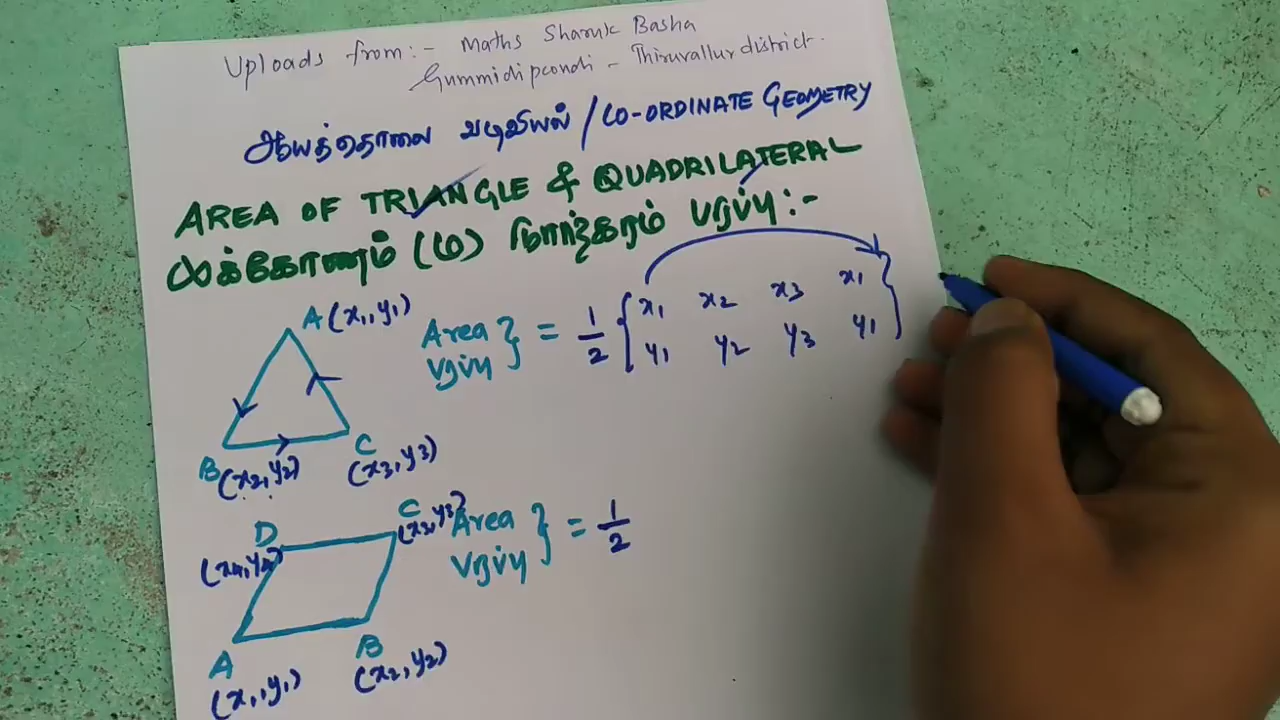 Uploads from:- Maths Sharuk Basha
Gummidipoondi - Thiruvallur district.
ஆயத்தொலை வடிவியல் / CO-ORDINATE GEOMETRY
AREA OF TRIANGLE & QUADRILATERAL
முக்கோணம் (ம) நாற்கரம் பரப்பு :-
A (x₁, y₁)
Area
பரப்பு } = 1/2 { x₁ x₂ x₃ x₁
y₁ y₂ y₃ y₁ }
B (x₂, y₂)
C (x₃, y₃)
D (x₄, y₄)
C (x₃, y₃)
Area
பரப்பு } = 1/2
A (x₁, y₁)
B (x₂, y₂)